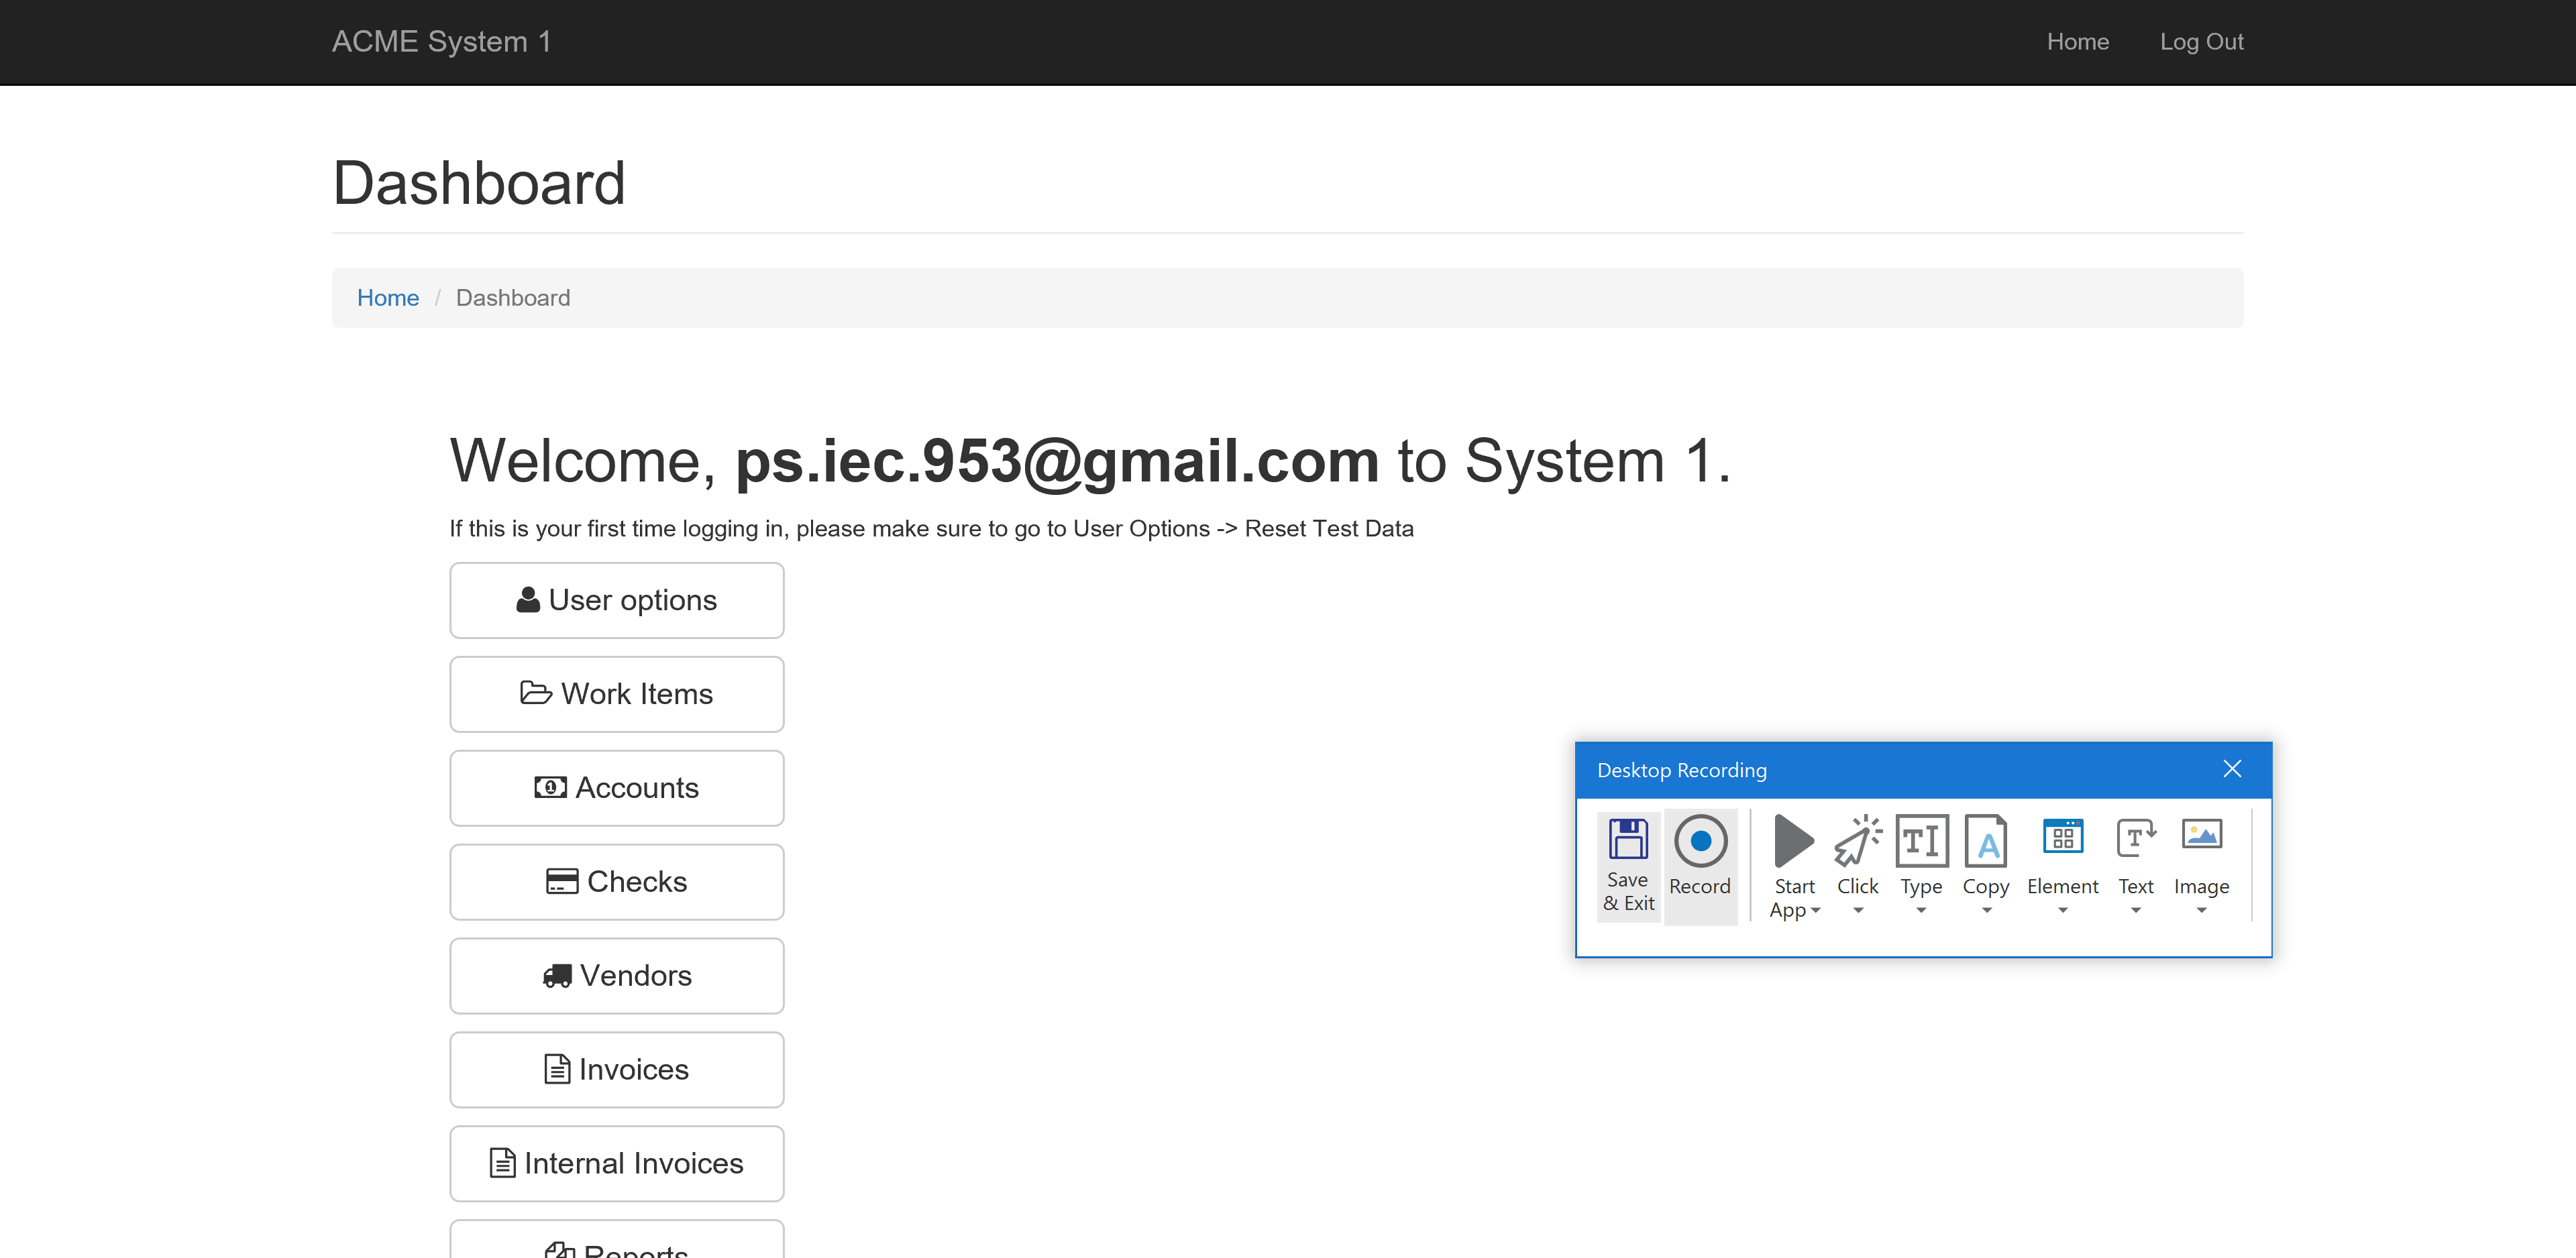 ACME System 1
Home
Log Out
Dashboard
Home / Dashboard
Welcome, ps.iec.953@gmail.com to System 1.
If this is your first time logging in, please make sure to go to User Options -> Reset Test Data
User options
Work Items
Accounts
Checks
Vendors
Invoices
Internal Invoices
Reports
Desktop Recording
Save
& Exit
Record
Start
App
Click
Type
Copy
Element
Text
Image